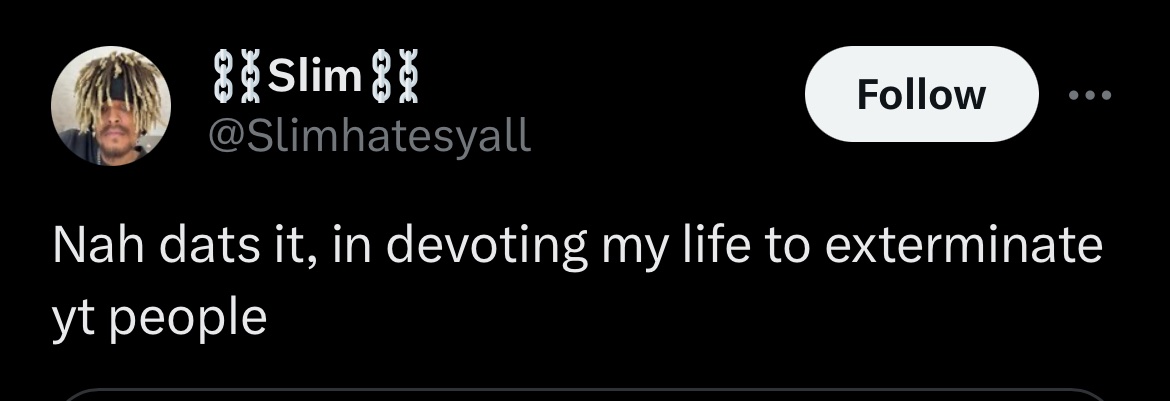 ⛓️⛓️Slim⛓️⛓️
@Slimhatesyall
Follow
Nah dats it, in devoting my life to exterminate
yt people